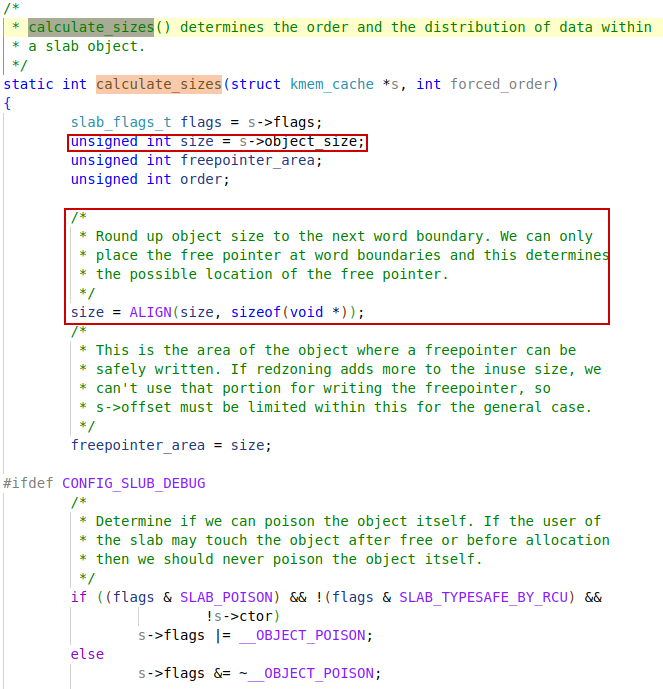 /*
 * calculate_sizes() determines the order and the distribution of data within
 * a slab object.
 */
static int calculate_sizes(struct kmem_cache *s, int forced_order)
{
        slab_flags_t flags = s->flags;
        unsigned int size = s->object_size;
        unsigned int freepointer_area;
        unsigned int order;

        /*
         * Round up object size to the next word boundary. We can only
         * place the free pointer at word boundaries and this determines
         * the possible location of the free pointer.
         */
        size = ALIGN(size, sizeof(void *));
        /*
         * This is the area of the object where a freepointer can be
         * safely written. If redzoning adds more to the inuse size, we
         * can't use that portion for writing the freepointer, so
         * s->offset must be limited within this for the general case.
         */
        freepointer_area = size;

#ifdef CONFIG_SLUB_DEBUG
        /*
         * Determine if we can poison the object itself. If the user of
         * the slab may touch the object after free or before allocation
         * then we should never poison the object itself.
         */
        if ((flags & SLAB_POISON) && !(flags & SLAB_TYPESAFE_BY_RCU) &&
                        !s->ctor)
                s->flags |= __OBJECT_POISON;
        else
                s->flags &= ~__OBJECT_POISON;